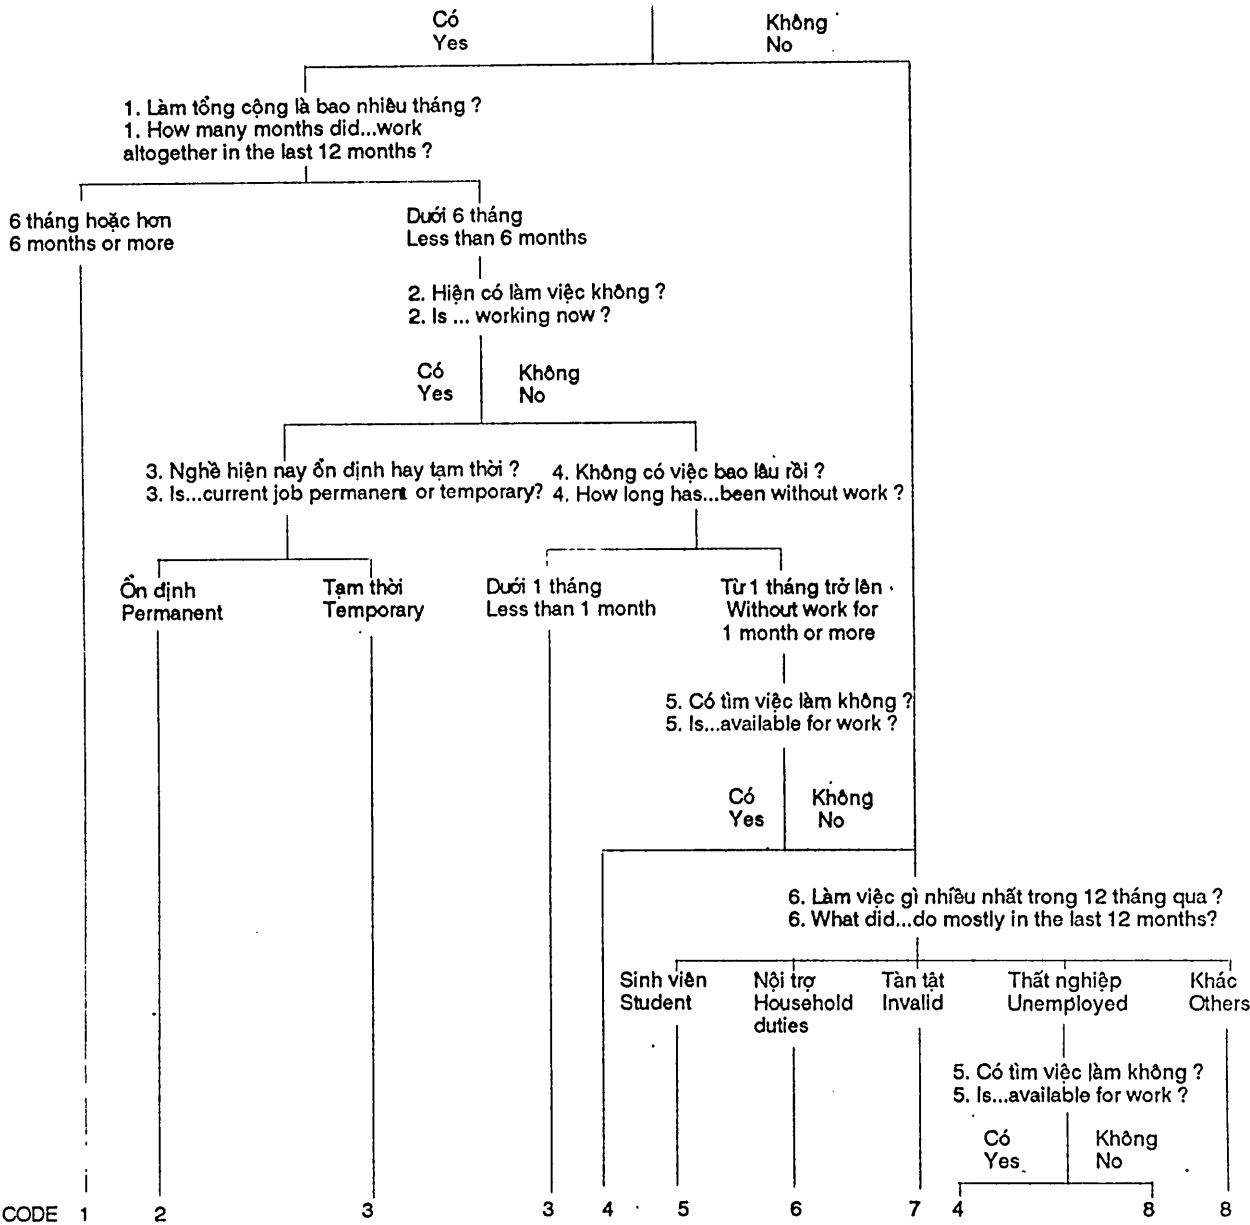 Có
Yes
Không
No
1. Làm tổng cộng là bao nhiêu tháng ?
1. How many months did...work
altogether in the last 12 months ?
6 tháng hoặc hơn
6 months or more
Dưới 6 tháng
Less than 6 months
2. Hiện có làm việc không ?
2. Is ... working now ?
Có
Yes
Không
No
3. Nghề hiện nay ổn định hay tạm thời ?
3. Is...current job permanent or temporary?
4. Không có việc bao lâu rồi ?
4. How long has...been without work ?
Ổn định
Permanent
Tạm thời
Temporary
Dưới 1 tháng
Less than 1 month
Từ 1 tháng trở lên
Without work for
1 month or more
5. Có tìm việc làm không ?
5. Is...available for work ?
Có
Yes
Không
No
6. Làm việc gì nhiều nhất trong 12 tháng qua ?
6. What did...do mostly in the last 12 months?
Sinh viên
Student
Nội trợ
Household
duties
Tàn tật
Invalid
Thất nghiệp
Unemployed
Khác
Others
5. Có tìm việc làm không ?
5. Is...available for work ?
Có
Yes
Không
No
CODE 1 2 3 3 4 5 6 7 4 8 8